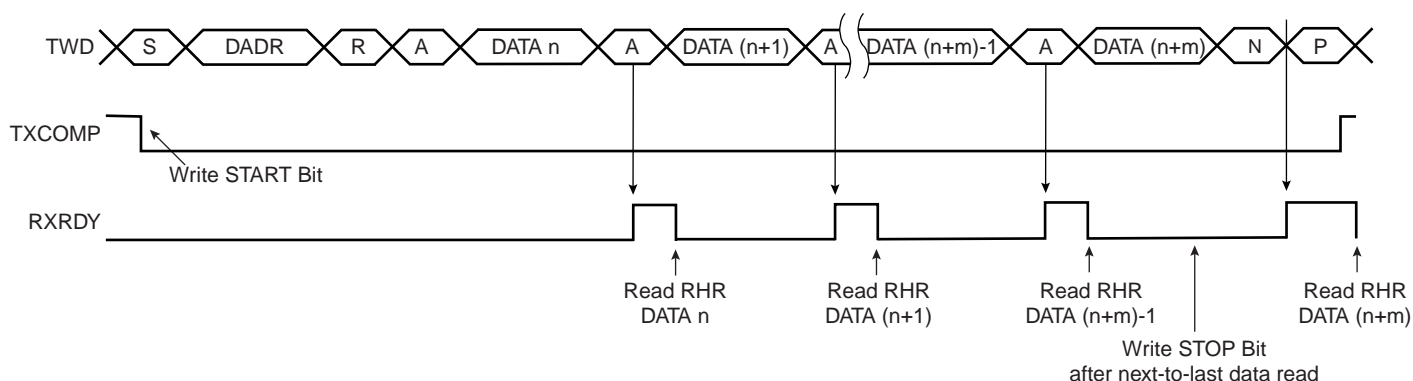 TWD S DADR R A DATA n A DATA (n+1) A DATA (n+m)-1 A DATA (n+m) N P
TXCOMP
Write START Bit
RXRDY
Read RHR
DATA n
Read RHR
DATA (n+1)
Read RHR
DATA (n+m)-1
Read RHR
DATA (n+m)
Write STOP Bit
after next-to-last data read